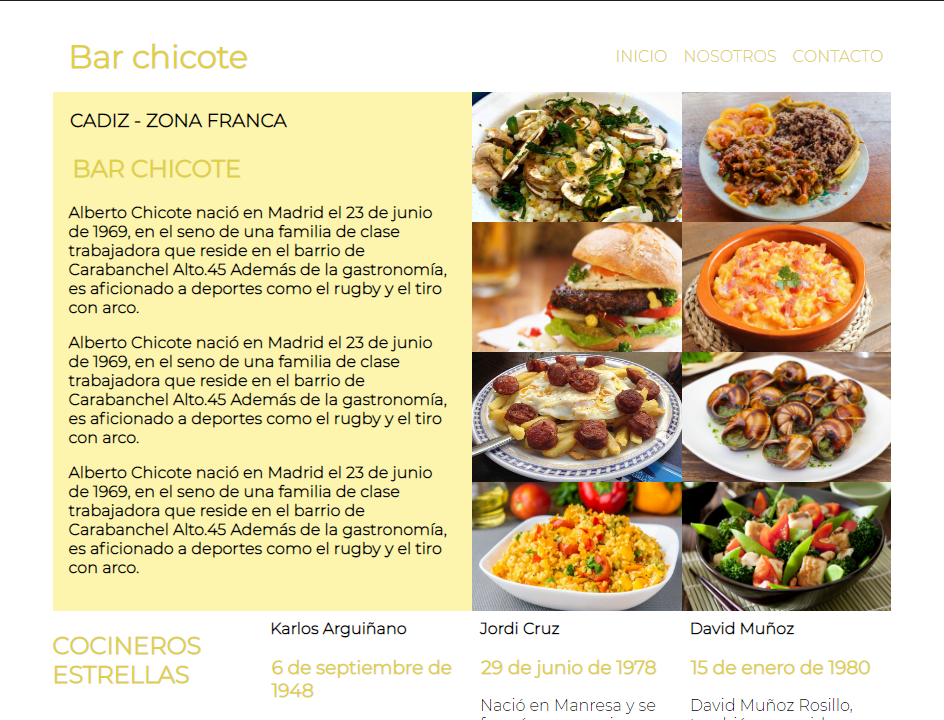 Bar chicote
INICIO NOSOTROS CONTACTO
CADIZ - ZONA FRANCA
BAR CHICOTE
Alberto Chicote nació en Madrid el 23 de junio
de 1969, en el seno de una familia de clase
trabajadora que reside en el barrio de
Carabanchel Alto.45 Además de la gastronomía,
es aficionado a deportes como el rugby y el tiro
con arco.
Alberto Chicote nació en Madrid el 23 de junio
de 1969, en el seno de una familia de clase
trabajadora que reside en el barrio de
Carabanchel Alto.45 Además de la gastronomía,
es aficionado a deportes como el rugby y el tiro
con arco.
Alberto Chicote nació en Madrid el 23 de junio
de 1969, en el seno de una familia de clase
trabajadora que reside en el barrio de
Carabanchel Alto.45 Además de la gastronomía,
es aficionado a deportes como el rugby y el tiro
con arco.
COCINEROS
ESTRELLAS
Karlos Arguiñano
6 de septiembre de
1948
Jordi Cruz
29 de junio de 1978
Nació en Manresa y se
David Muñoz
15 de enero de 1980
David Muñoz Rosillo,